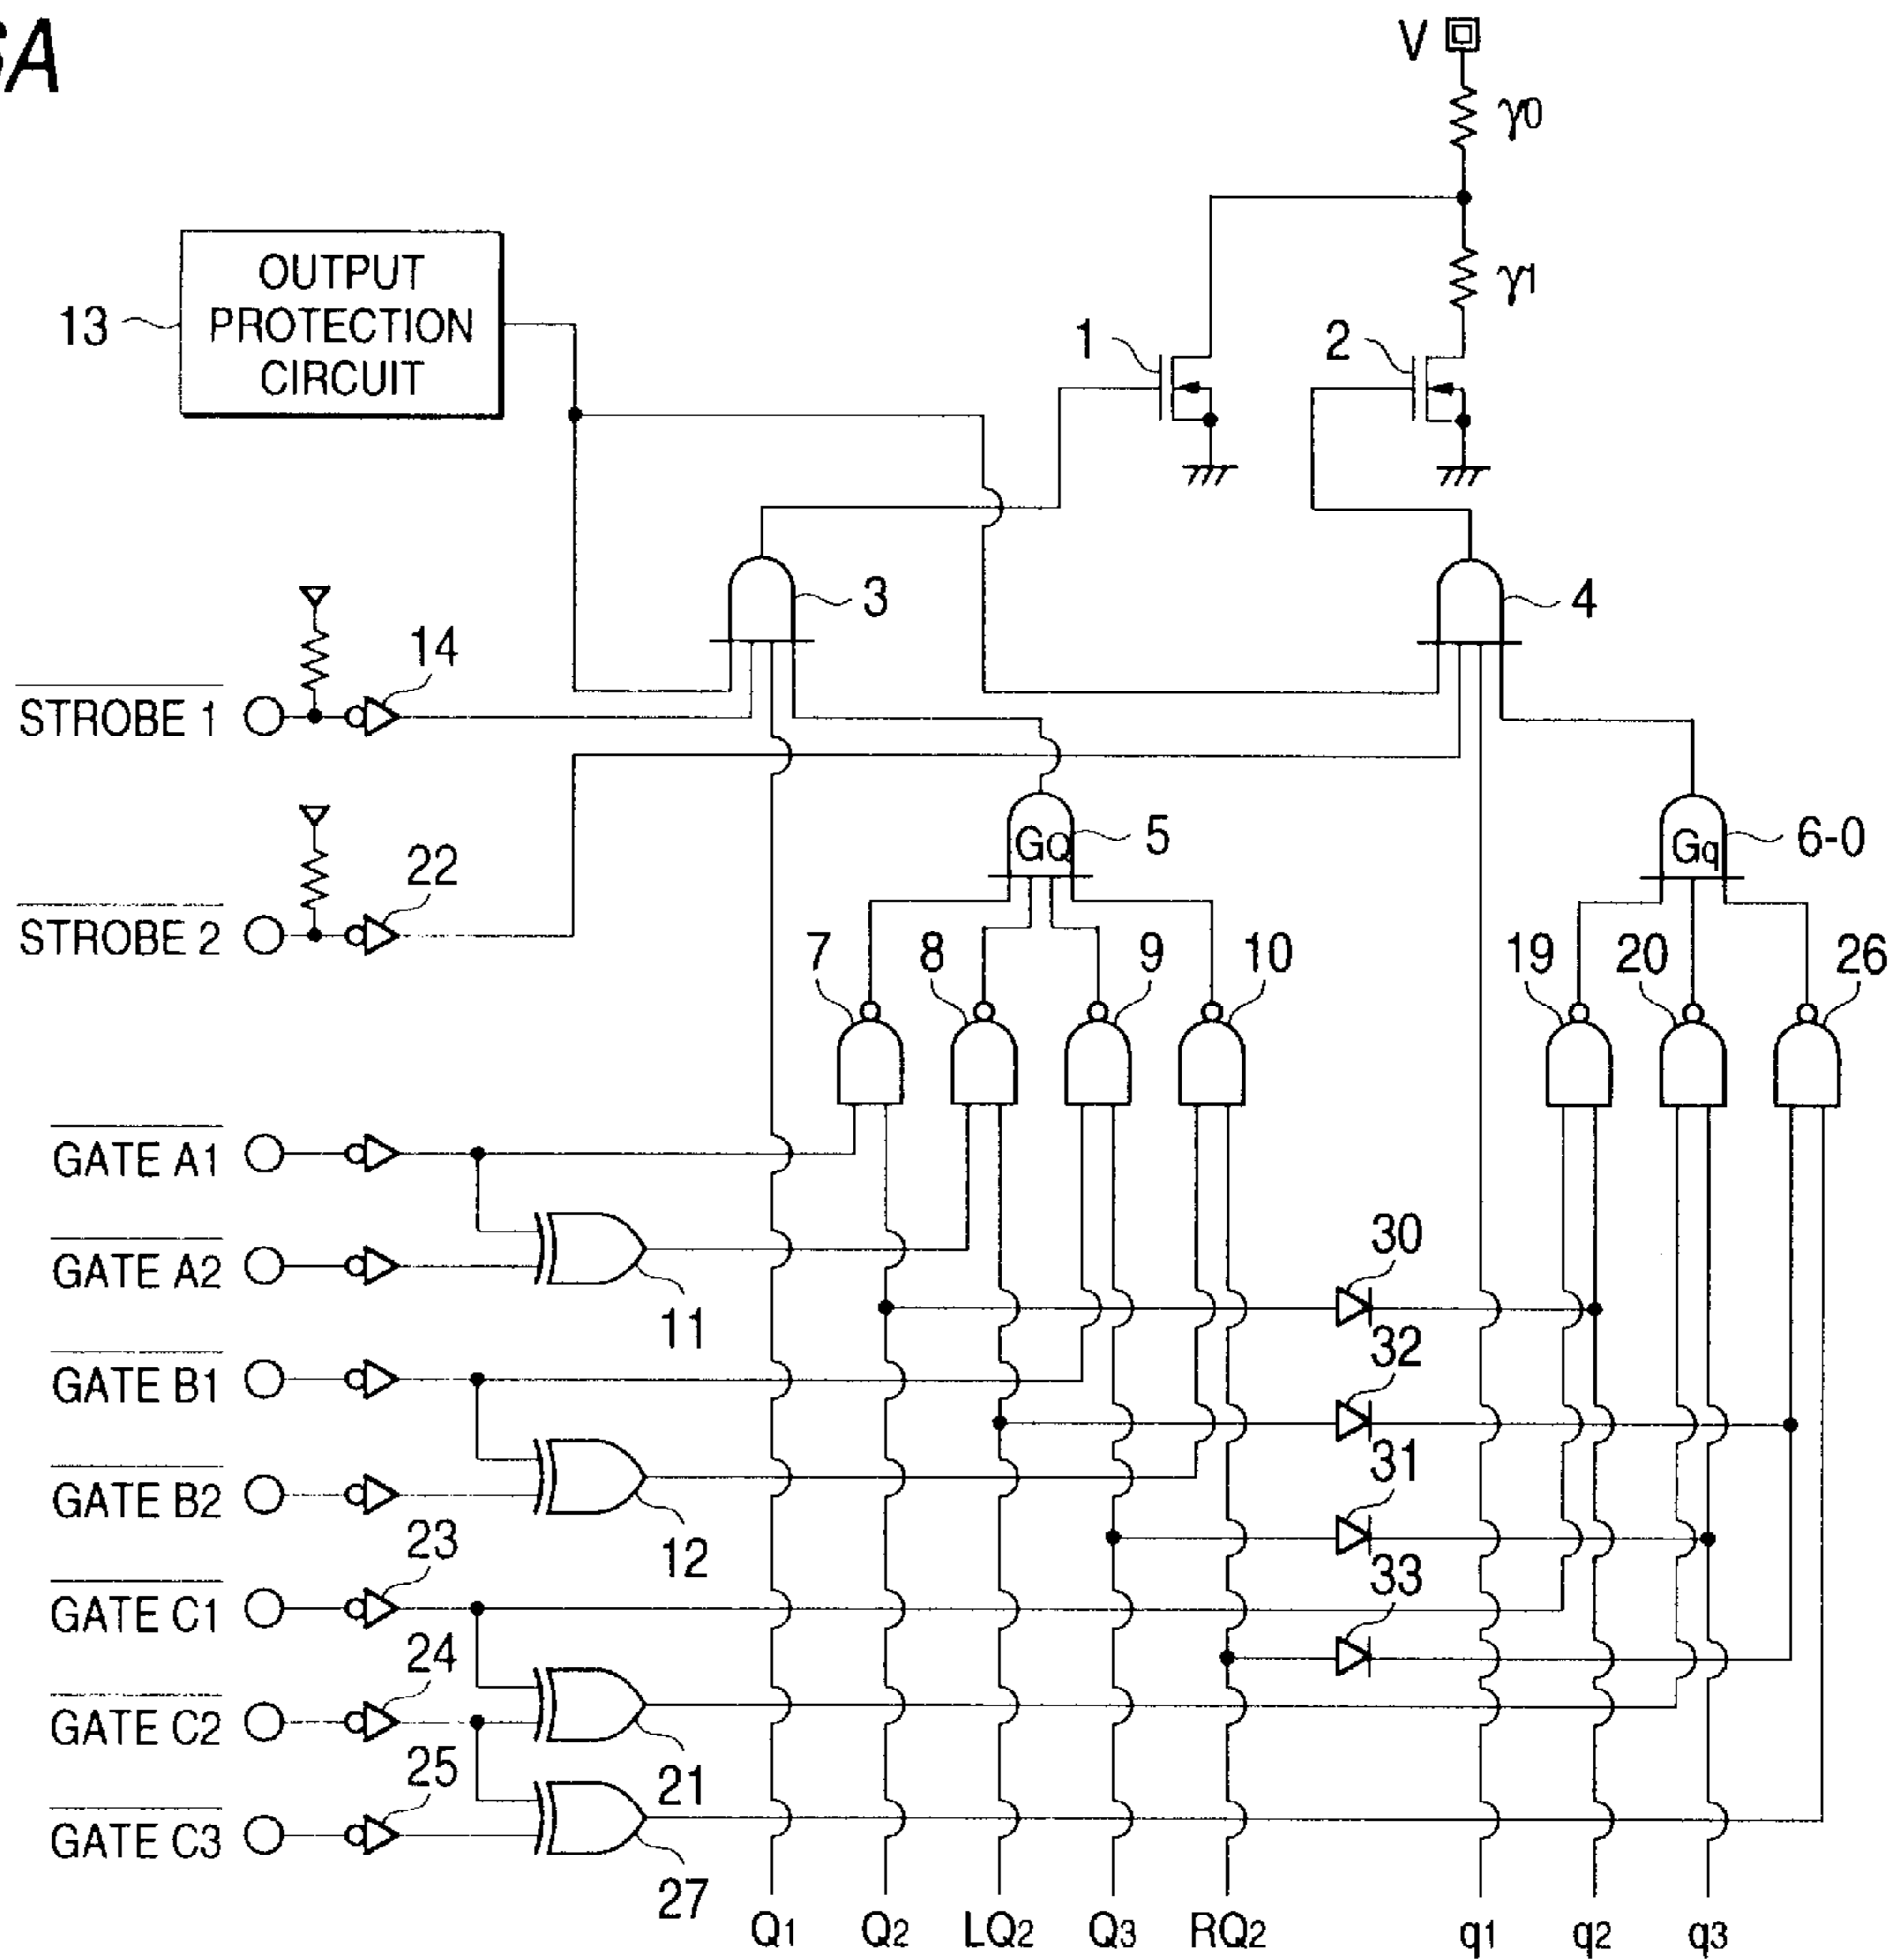 V
γ0
γ1
OUTPUT
PROTECTION
CIRCUIT
13
1
2
3
4
14
STROBE 1
22
STROBE 2
GQ
5
Gq
6-0
7
8
9
10
19
20
26
GATE A1
GATE A2
11
30
32
GATE B1
31
GATE B2
12
33
23
GATE C1
24
GATE C2
21
25
GATE C3
27
Q1
Q2
LQ2
Q3
RQ2
q1
q2
q3